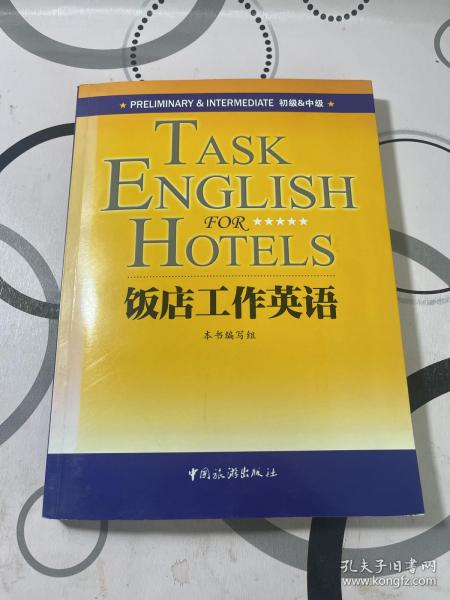 ★ PRELIMINARY & INTERMEDIATE 初级&中级 ★
TASK
ENGLISH
FOR ★★★★★
HOTELS
饭店工作英语
本书编写组
中国旅游出版社
孔夫子旧书网
www.kongfz.com